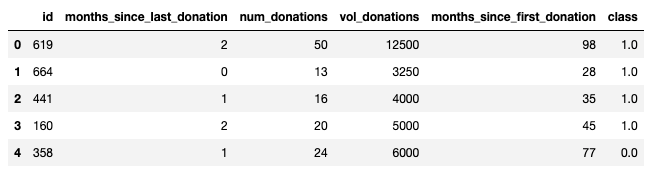 id months_since_last_donation num_donations vol_donations months_since_first_donation class
0 619 2 50 12500 98 1.0
1 664 0 13 3250 28 1.0
2 441 1 16 4000 35 1.0
3 160 2 20 5000 45 1.0
4 358 1 24 6000 77 0.0